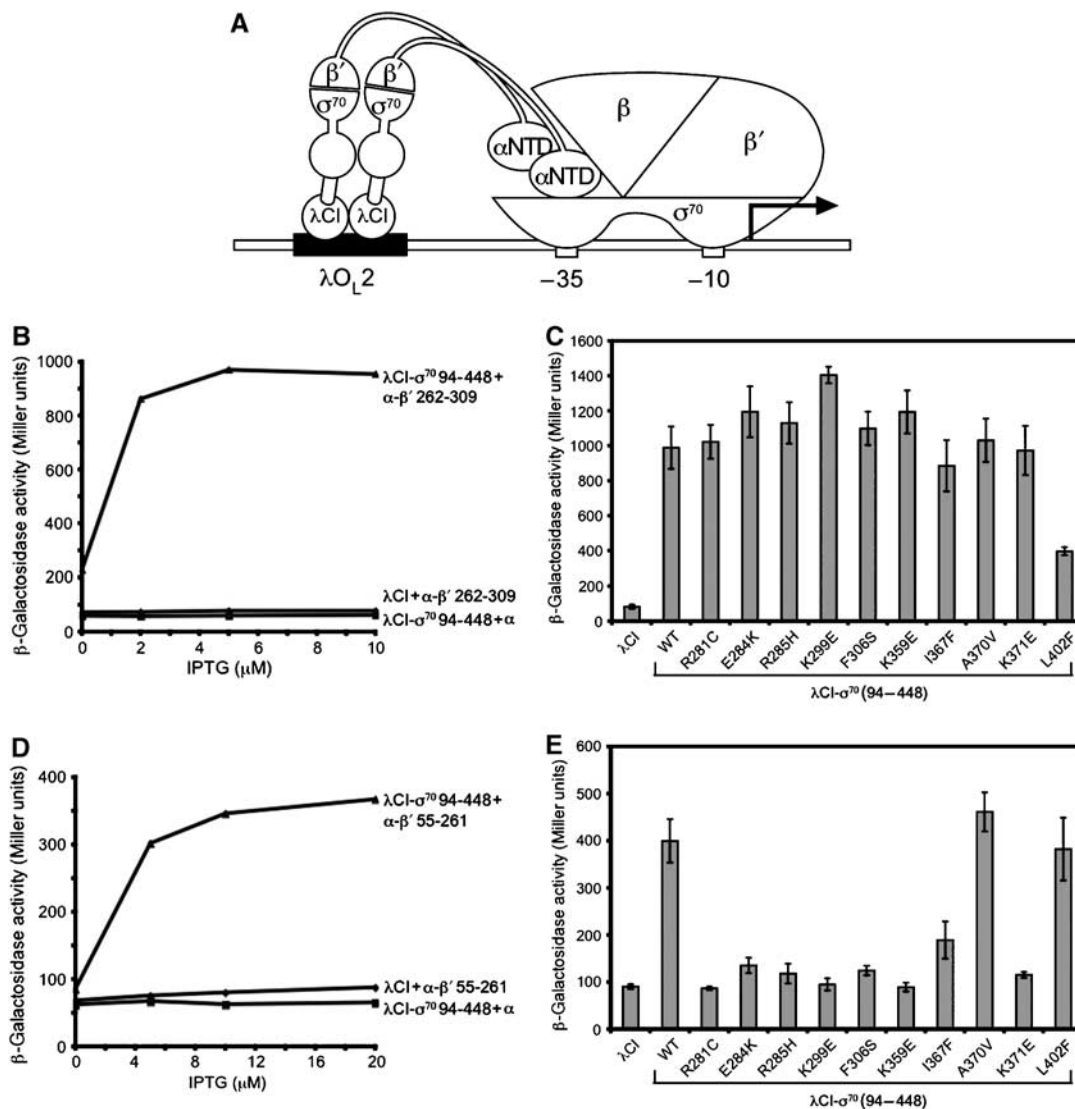 A
β′
β′
σ⁷⁰
σ⁷⁰
λCI
λCI
αNTD
αNTD
β
β′
σ⁷⁰
λO_L2
−35
−10
B
β-Galactosidase activity (Miller units)
1000
800
600
400
200
0
0
2
4
6
8
10
IPTG (μM)
λCI-σ⁷⁰ 94-448+
α-β′ 262-309
λCI+α-β′ 262-309
λCI-σ⁷⁰ 94-448+α
C
β-Galactosidase activity (Miller units)
1600
1400
1200
1000
800
600
400
200
0
λCI
WT
R281C
E284K
R285H
K299E
F306S
K359E
I367F
A370V
K371E
L402F
λCI-σ⁷⁰ (94–448)
D
β-Galactosidase activity (Miller units)
400
300
200
100
0
0
4
8
12
16
20
IPTG (μM)
λCI-σ⁷⁰ 94-448+
α-β′ 55-261
λCI+α-β′ 55-261
λCI-σ⁷⁰ 94-448+α
E
β-Galactosidase activity (Miller units)
600
500
400
300
200
100
0
λCI
WT
R281C
E284K
R285H
K299E
F306S
K359E
I367F
A370V
K371E
L402F
λCI-σ⁷⁰ (94–448)